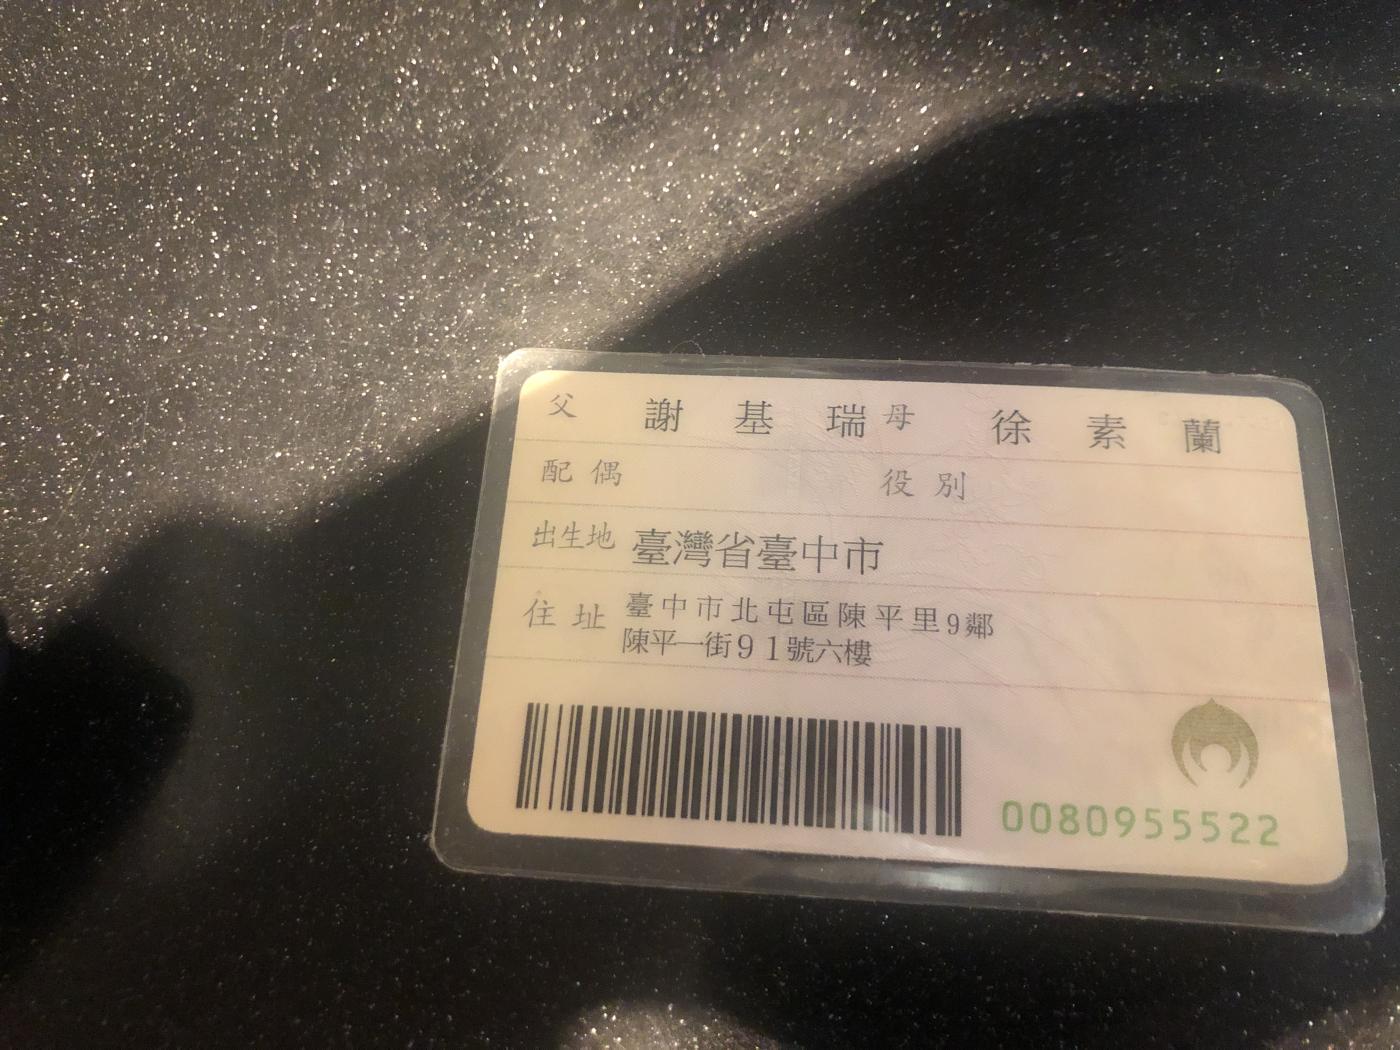 父 謝基瑞 母 徐素蘭
配偶 役別
出生地 臺灣省臺中市
住址 臺中市北屯區陳平里9鄰
陳平一街91號六樓
0080955522